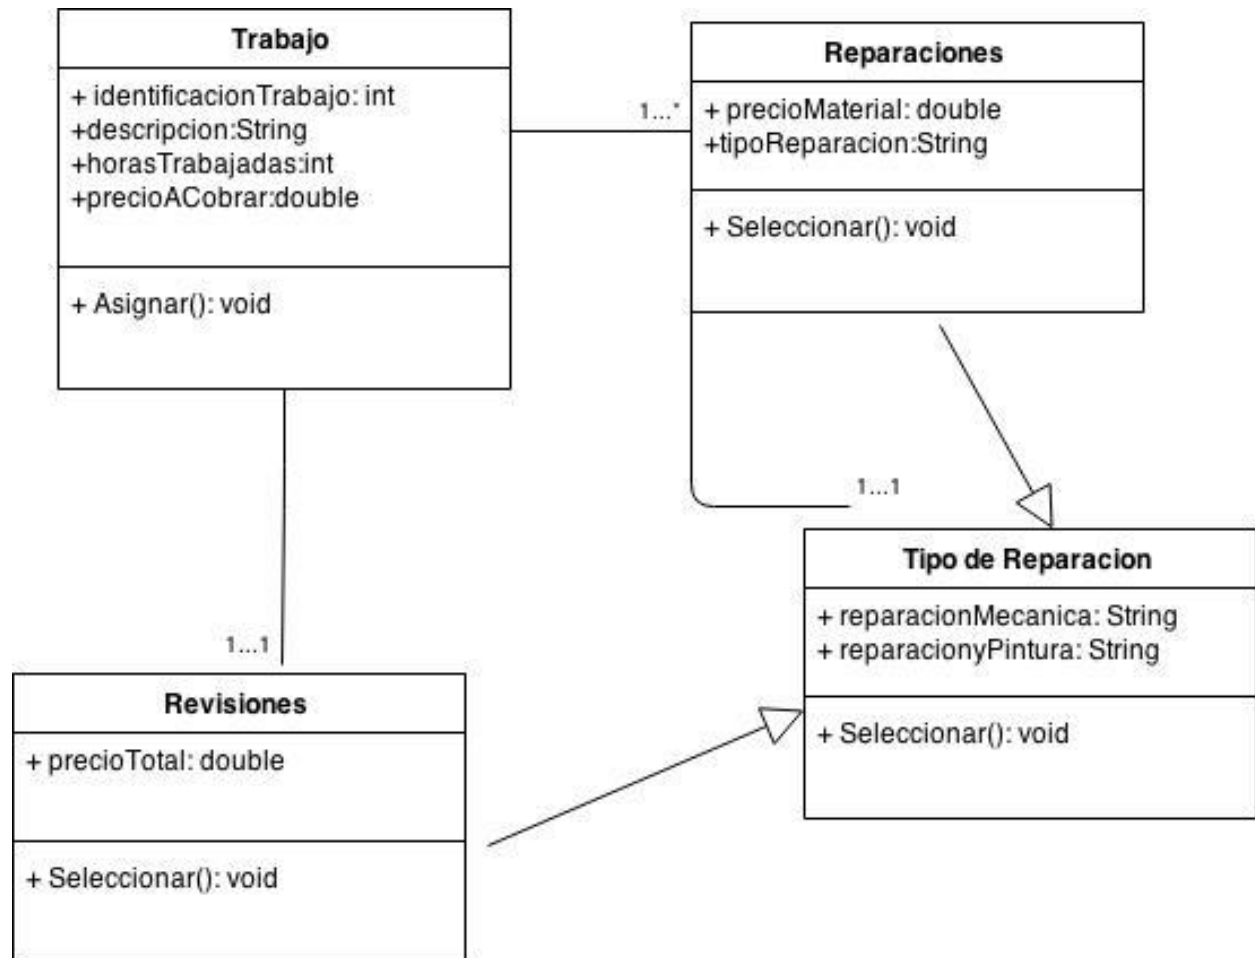 Trabajo
+ identificacionTrabajo: int
+descripcion:String
+horasTrabajadas:int
+precioACobrar:double
+ Asignar(): void
1...*
Reparaciones
+ precioMaterial: double
+tipoReparacion:String
+ Seleccionar(): void
1...1
Tipo de Reparacion
+ reparacionMecanica: String
+ reparacionyPintura: String
+ Seleccionar(): void
1...1
Revisiones
+ precioTotal: double
+ Seleccionar(): void